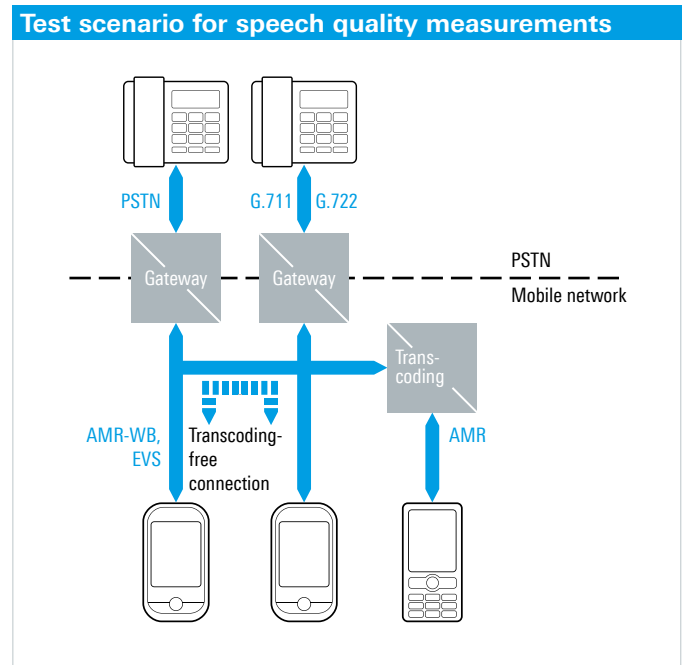 Test scenario for speech quality measurements
PSTN
G.711
G.722
Gateway
Gateway
PSTN
Mobile network
Trans-
coding
AMR-WB,
EVS
Transcoding-
free
connection
AMR